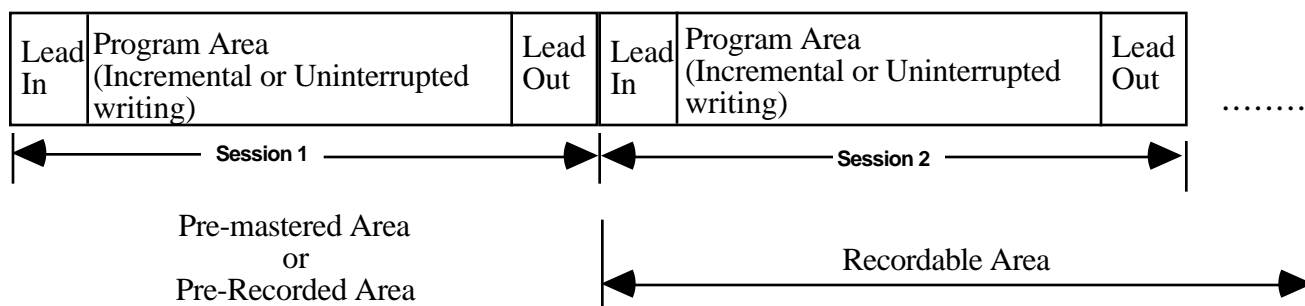 Lead
In
Program Area
(Incremental or Uninterrupted
writing)
Lead
Out
Lead
In
Program Area
(Incremental or Uninterrupted
writing)
Lead
Out
........
Session 1
Session 2
Pre-mastered Area
or
Pre-Recorded Area
Recordable Area